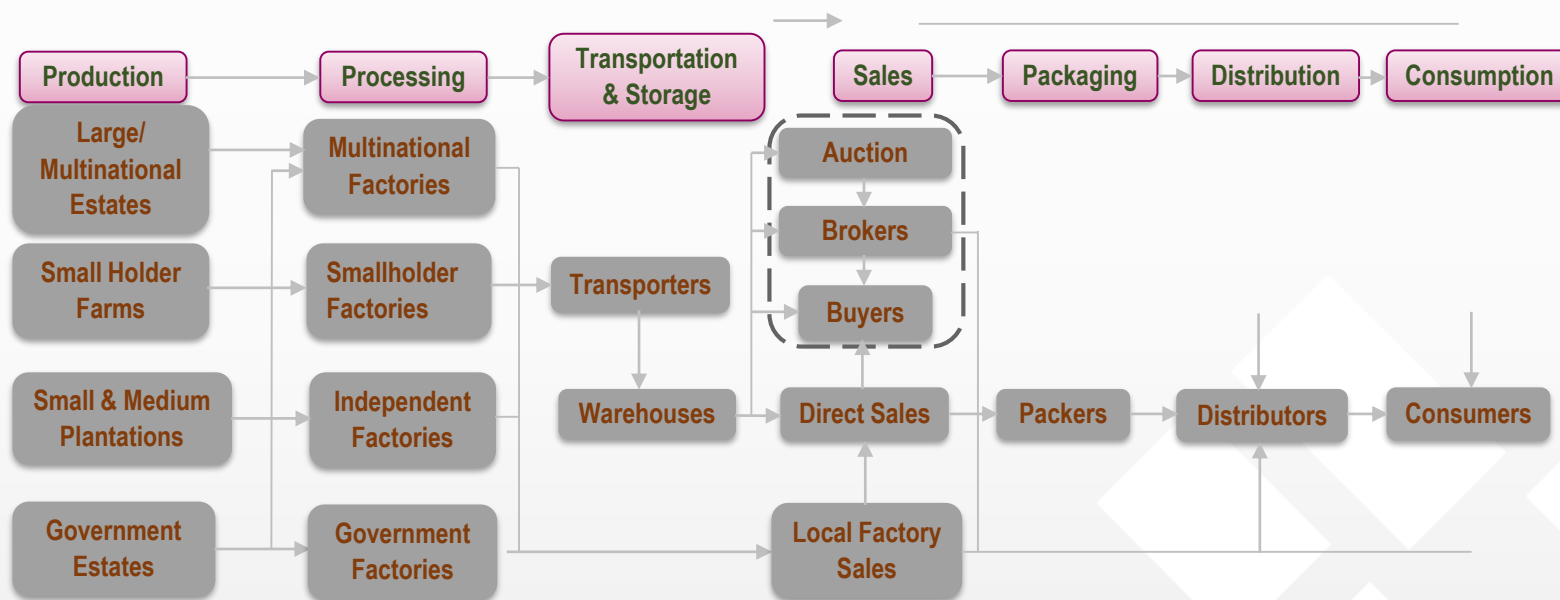 Production
Processing
Transportation
& Storage
Sales
Packaging
Distribution
Consumption
Large/
Multinational
Estates
Multinational
Factories
Auction
Brokers
Small Holder
Farms
Smallholder
Factories
Transporters
Buyers
Small & Medium
Plantations
Independent
Factories
Warehouses
Direct Sales
Packers
Distributors
Consumers
Government
Estates
Government
Factories
Local Factory
Sales